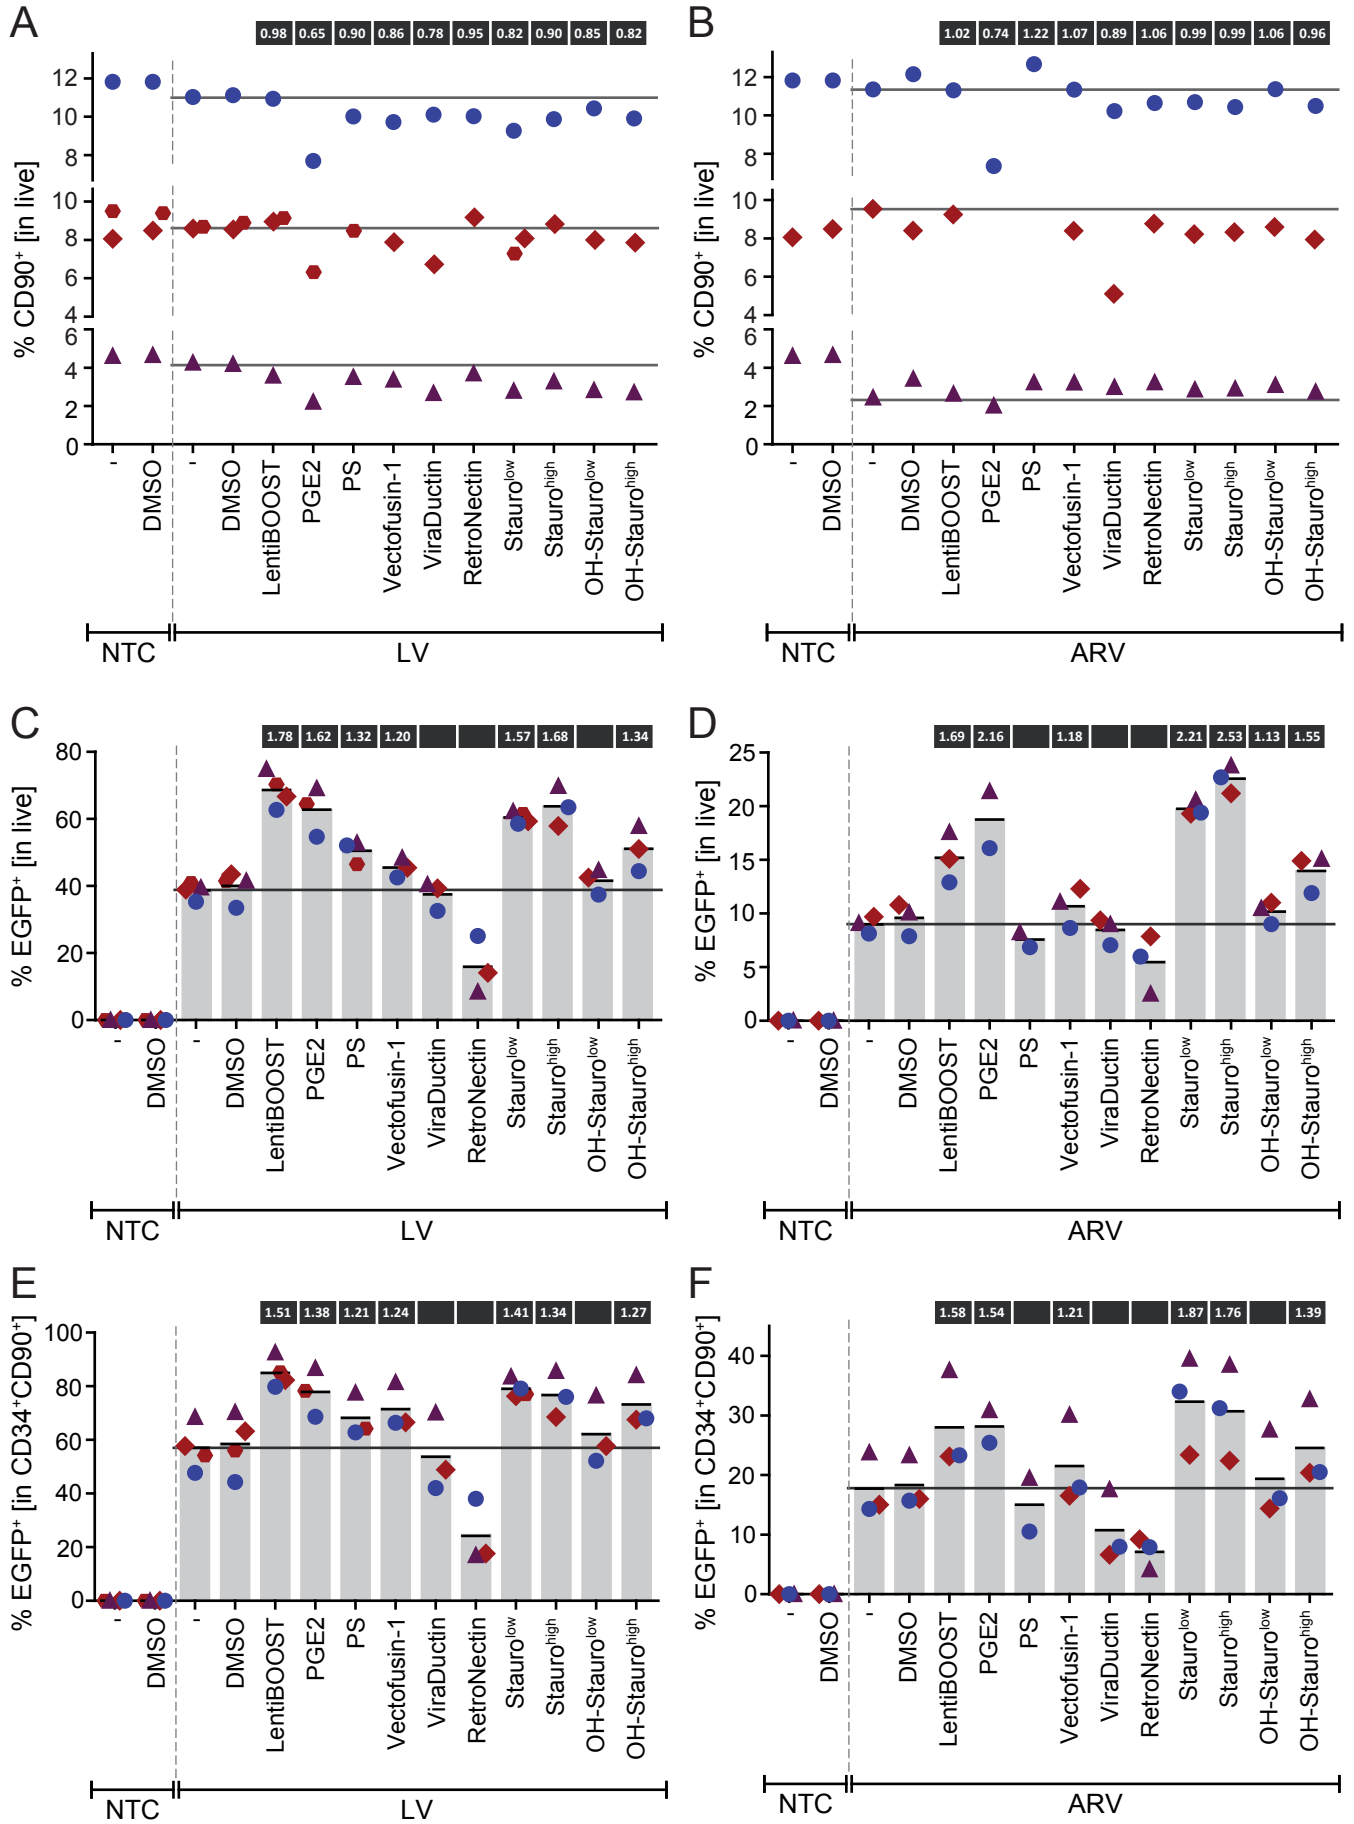 A
0.98 0.65 0.90 0.86 0.78 0.95 0.82 0.90 0.85 0.82
% CD90+ [in live]
12
10
8
10
8
6
4
6
4
2
0
- DMSO - DMSO LentiBOOST PGE2 PS Vectofusin-1 ViraDuctin RetroNectin Staurolow Staurohigh OH-Staurolow OH-Staurohigh
NTC LV
B
1.02 0.74 1.22 1.07 0.89 1.06 0.99 0.99 1.06 0.96
% CD90+ [in live]
12
10
8
10
8
6
4
6
4
2
0
- DMSO - DMSO LentiBOOST PGE2 PS Vectofusin-1 ViraDuctin RetroNectin Staurolow Staurohigh OH-Staurolow OH-Staurohigh
NTC ARV
C
1.78 1.62 1.32 1.20 1.57 1.68 1.34
% EGFP+ [in live]
80
60
40
20
0
- DMSO - DMSO LentiBOOST PGE2 PS Vectofusin-1 ViraDuctin RetroNectin Staurolow Staurohigh OH-Staurolow OH-Staurohigh
NTC LV
D
1.69 2.16 1.18 2.21 2.53 1.13 1.55
% EGFP+ [in live]
25
20
15
10
5
0
- DMSO - DMSO LentiBOOST PGE2 PS Vectofusin-1 ViraDuctin RetroNectin Staurolow Staurohigh OH-Staurolow OH-Staurohigh
NTC ARV
E
1.51 1.38 1.21 1.24 1.41 1.34 1.27
% EGFP+ [in CD34+CD90+]
100
80
60
40
20
0
- DMSO - DMSO LentiBOOST PGE2 PS Vectofusin-1 ViraDuctin RetroNectin Staurolow Staurohigh OH-Staurolow OH-Staurohigh
NTC LV
F
1.58 1.54 1.21 1.87 1.76 1.39
% EGFP+ [in CD34+CD90+]
40
30
20
10
0
- DMSO - DMSO LentiBOOST PGE2 PS Vectofusin-1 ViraDuctin RetroNectin Staurolow Staurohigh OH-Staurolow OH-Staurohigh
NTC ARV